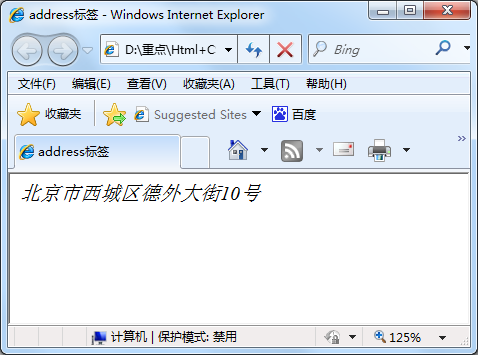 address标签 - Windows Internet Explorer
D:\重点\Html+C
Bing
文件(F) 编辑(E) 查看(V) 收藏夹(A) 工具(T) 帮助(H)
收藏夹 Suggested Sites 百度
address标签
北京市西城区德外大街10号
计算机 | 保护模式: 禁用 125%